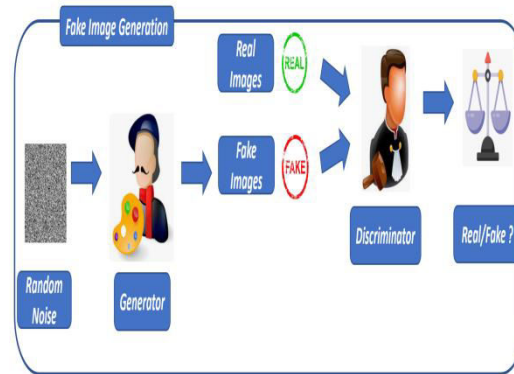 Fake Image Generation
Real
Images
REAL
Fake
Images
FAKE
Random
Noise
Generator
Discriminator
Real/Fake ?